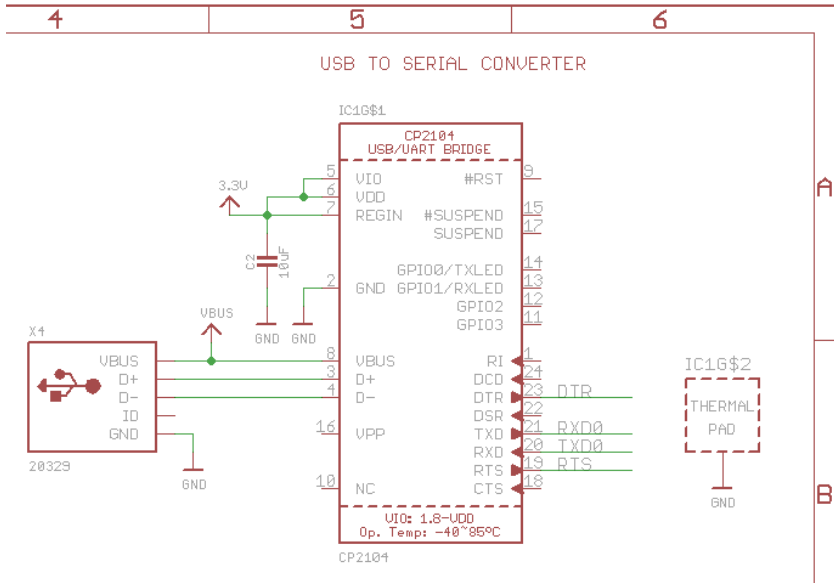 4 5 6
USB TO SERIAL CONVERTER
IC1G$1
CP2104
USB/UART BRIDGE
A
5 VIO #RST 9
6 VDD
3.3V
7 REGIN #SUSPEND 15
SUSPEND 17
C2 10uF
GPIO0/TXLED 14
2 GND GPIO1/RXLED 13
GPIO2 12
GPIO3 11
VBUS
GND GND
X4
VBUS 8 VBUS RI 1
D+ 3 D+ DCD 24
D- 4 D- DTR 23 DTR
ID DSR 22
GND 16 VPP TXD 21 RXD0
RXD 20 TXD0
RTS 19 RTS
20329
GND
10 NC CTS 18
IC1G$2
THERMAL
PAD
GND
B
VIO: 1.8-VDD
Op. Temp: -40~85ºC
CP2104